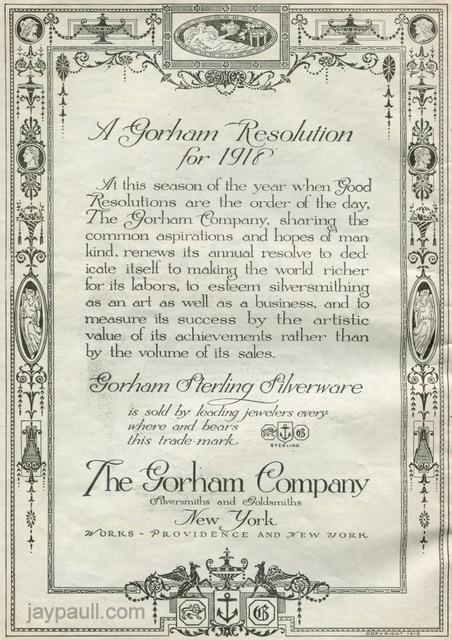 A Gorham Resolution
for 1918
At this season of the year when Good
Resolutions are the order of the day,
The Gorham Company, sharing the
common aspirations and hopes of man-
kind, renews its annual resolve to ded-
icate itself to making the world richer
for its labors, to esteem silversmithing
as an art as well as a business, and to
measure its success by the artistic
value of its achievements rather than
by the volume of its sales.
Gorham Sterling Silverware
is sold by leading jewelers every-
where and bears
this trade-mark
STERLING
The Gorham Company
Silversmiths and Goldsmiths
New York
WORKS - PROVIDENCE AND NEW YORK
jaypaull.com
COPYRIGHT 1918